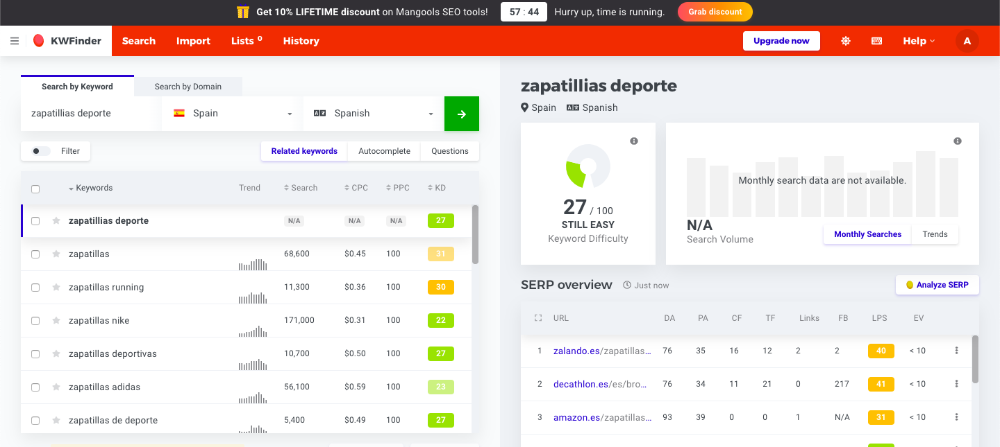 Get 10% LIFETIME discount on Mangools SEO tools! 57 : 44 Hurry up, time is running. Grab discount
KWFinder Search Import Lists 0 History Upgrade now Help A
Search by Keyword Search by Domain
zapatillias deporte Spain Spanish
Filter Related keywords Autocomplete Questions
Keywords Trend Search CPC PPC KD
zapatillias deporte N/A N/A N/A 27
zapatillas 68,600 $0.45 100 31
zapatillas running 11,300 $0.36 100 30
zapatillas nike 171,000 $0.31 100 22
zapatillas deportivas 10,700 $0.50 100 27
zapatillas adidas 56,100 $0.59 100 23
zapatillas de deporte 5,400 $0.49 100 27
zapatillias deporte
Spain Spanish
27 / 100
STILL EASY
Keyword Difficulty
Monthly search data are not available.
N/A
Search Volume
Monthly Searches Trends
SERP overview Just now Analyze SERP
URL DA PA CF TF Links FB LPS EV
1 zalando.es/zapatillas... 76 35 16 12 2 2 40 < 10
2 decathlon.es/es/bro... 76 34 11 21 0 217 41 < 10
3 amazon.es/zapatillas... 93 39 0 0 1 N/A 31 < 10